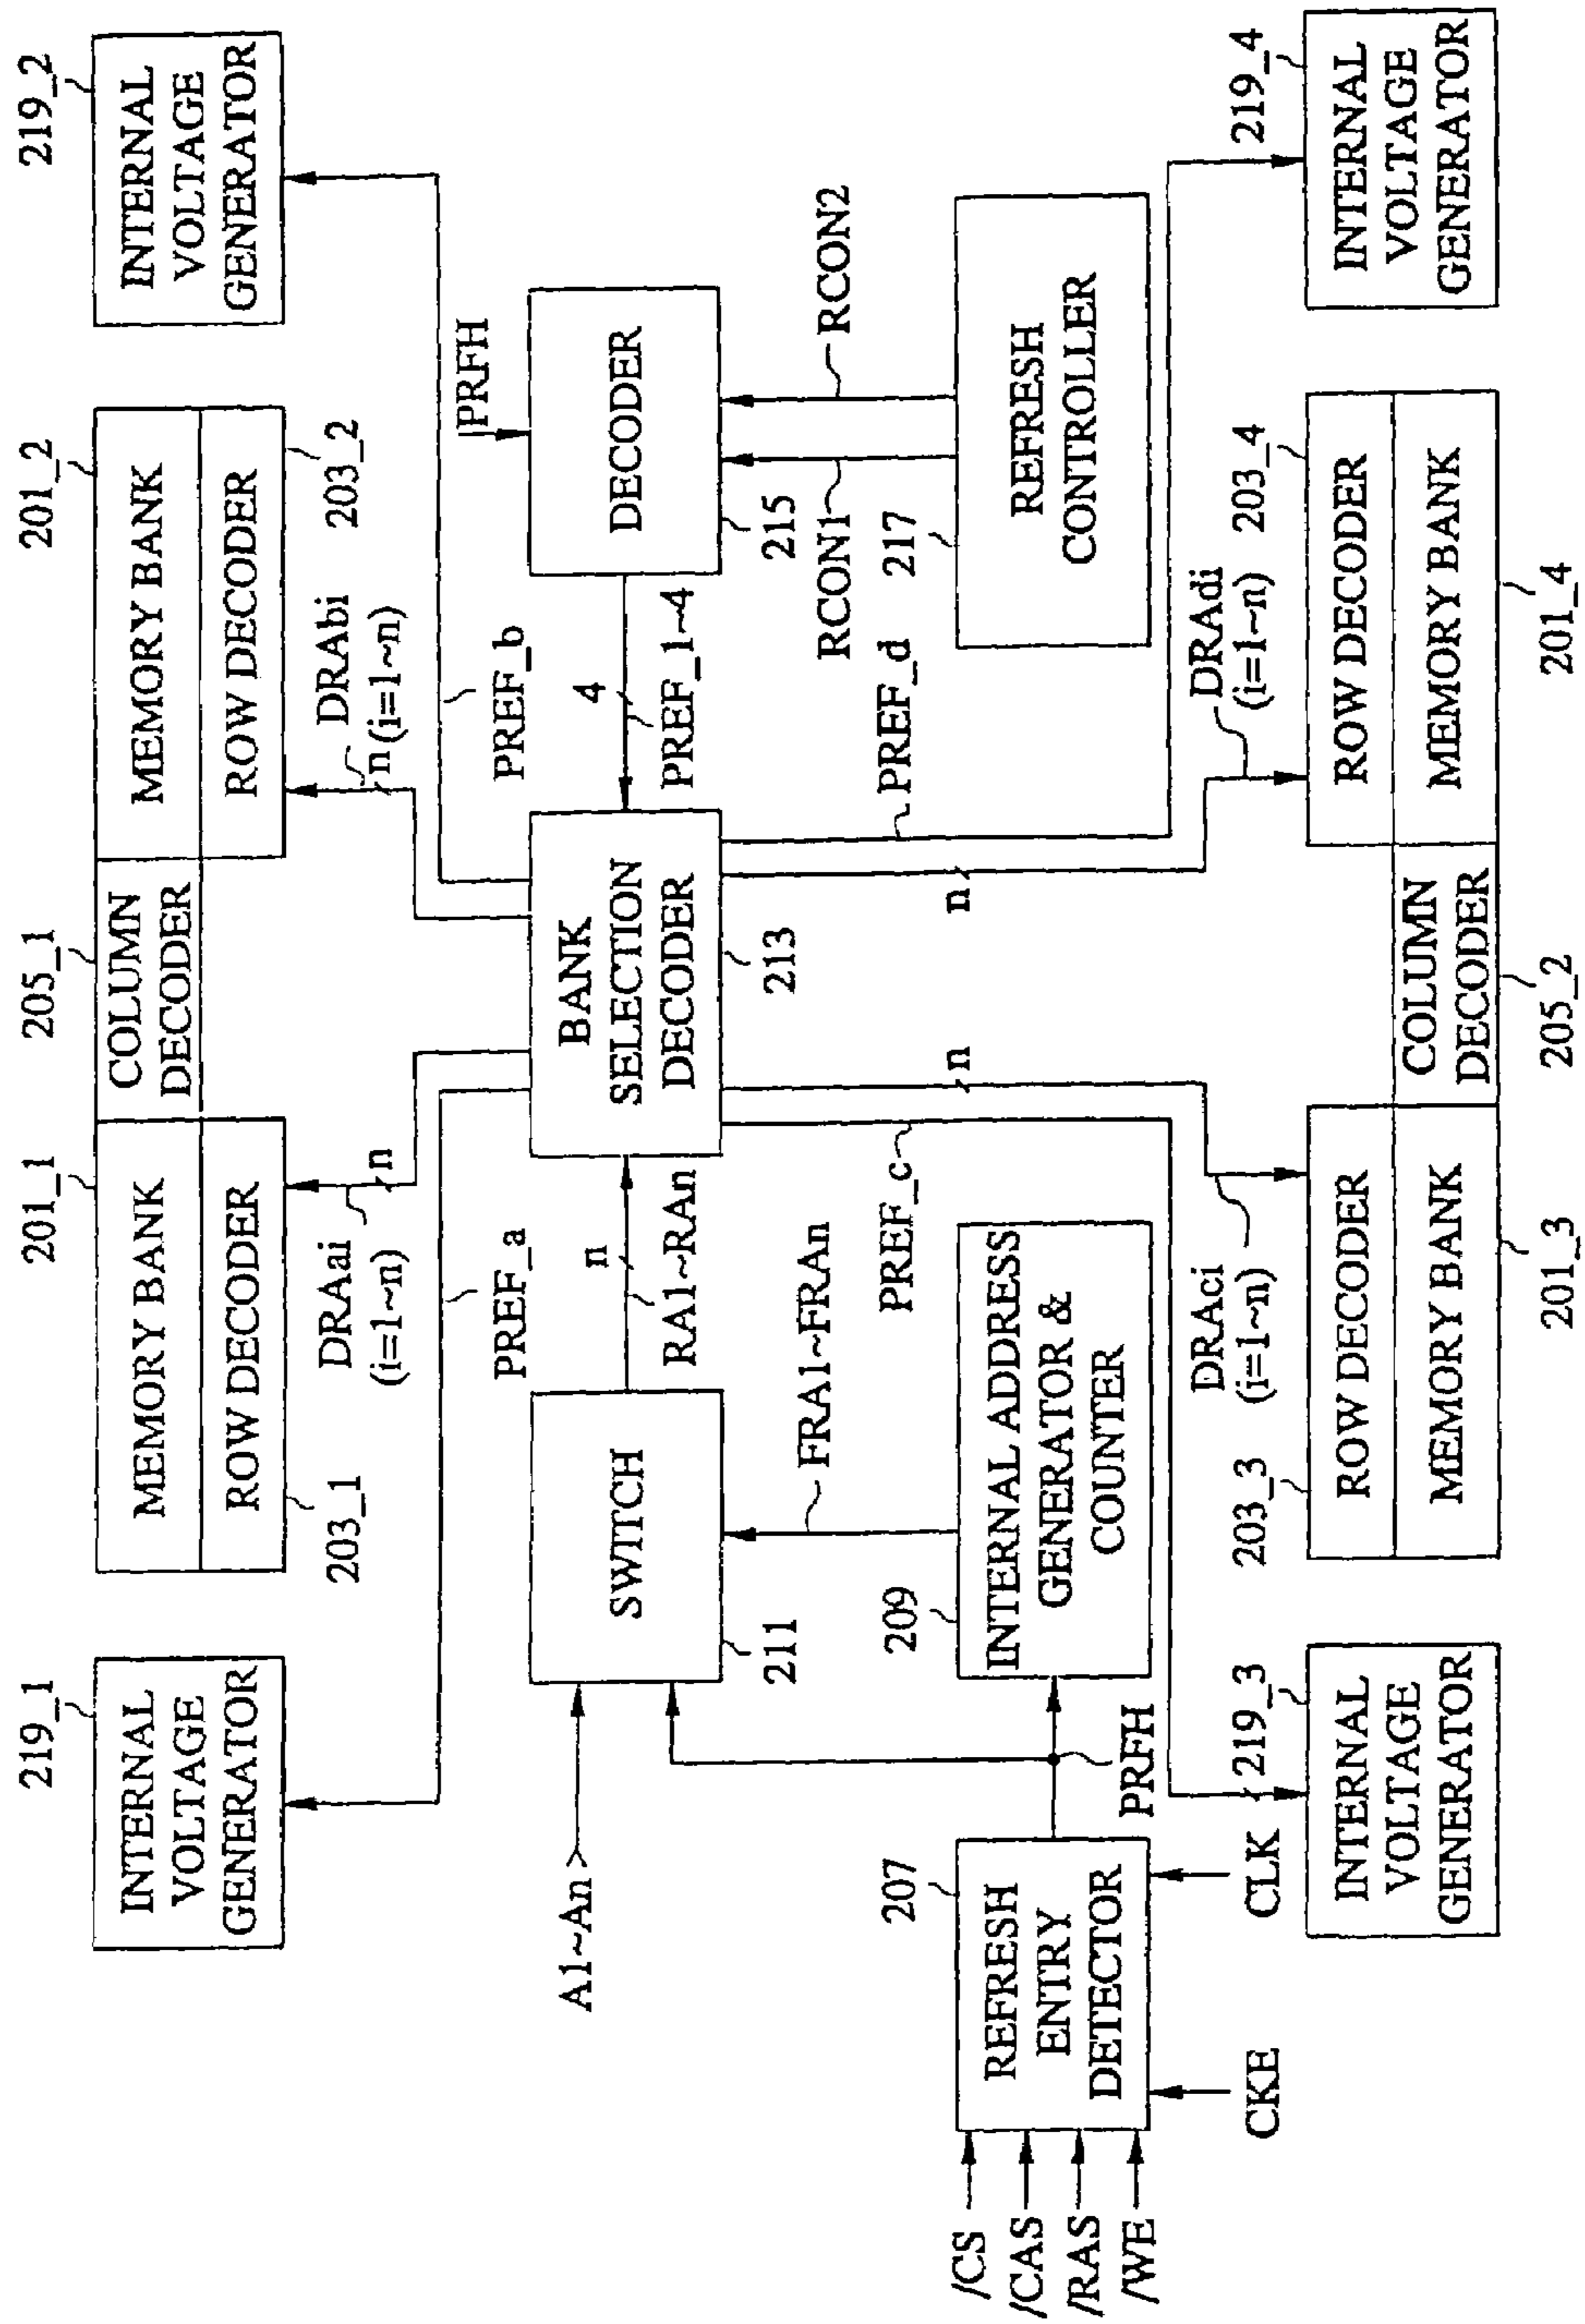 219_1
INTERNAL
VOLTAGE
GENERATOR
201_1
MEMORY BANK
ROW DECODER
203_1
205_1
COLUMN
DECODER
201_2
MEMORY BANK
ROW DECODER
203_2
219_2
INTERNAL
VOLTAGE
GENERATOR
DRAai
(i=1~n)
n
PREF_a
DRAbi
(i=1~n)
n
PREF_b
A1~An
SWITCH
211
n
RA1~RAn
BANK
SELECTION
DECODER
213
4
PREF_1~4
PRFH
DECODER
215
FRA1~FRAn
PREF_c
n
n
PREF_d
RCON1
RCON2
/CS
/CAS
/RAS
/WE
207
REFRESH
ENTRY
DETECTOR
CKE
CLK
PRFH
209
INTERNAL ADDRESS
GENERATOR &
COUNTER
217
REFRESH
CONTROLLER
219_3
INTERNAL
VOLTAGE
GENERATOR
DRAci
(i=1~n)
203_3
ROW DECODER
MEMORY BANK
201_3
COLUMN
DECODER
205_2
DRAdi
(i=1~n)
203_4
ROW DECODER
MEMORY BANK
201_4
219_4
INTERNAL
VOLTAGE
GENERATOR